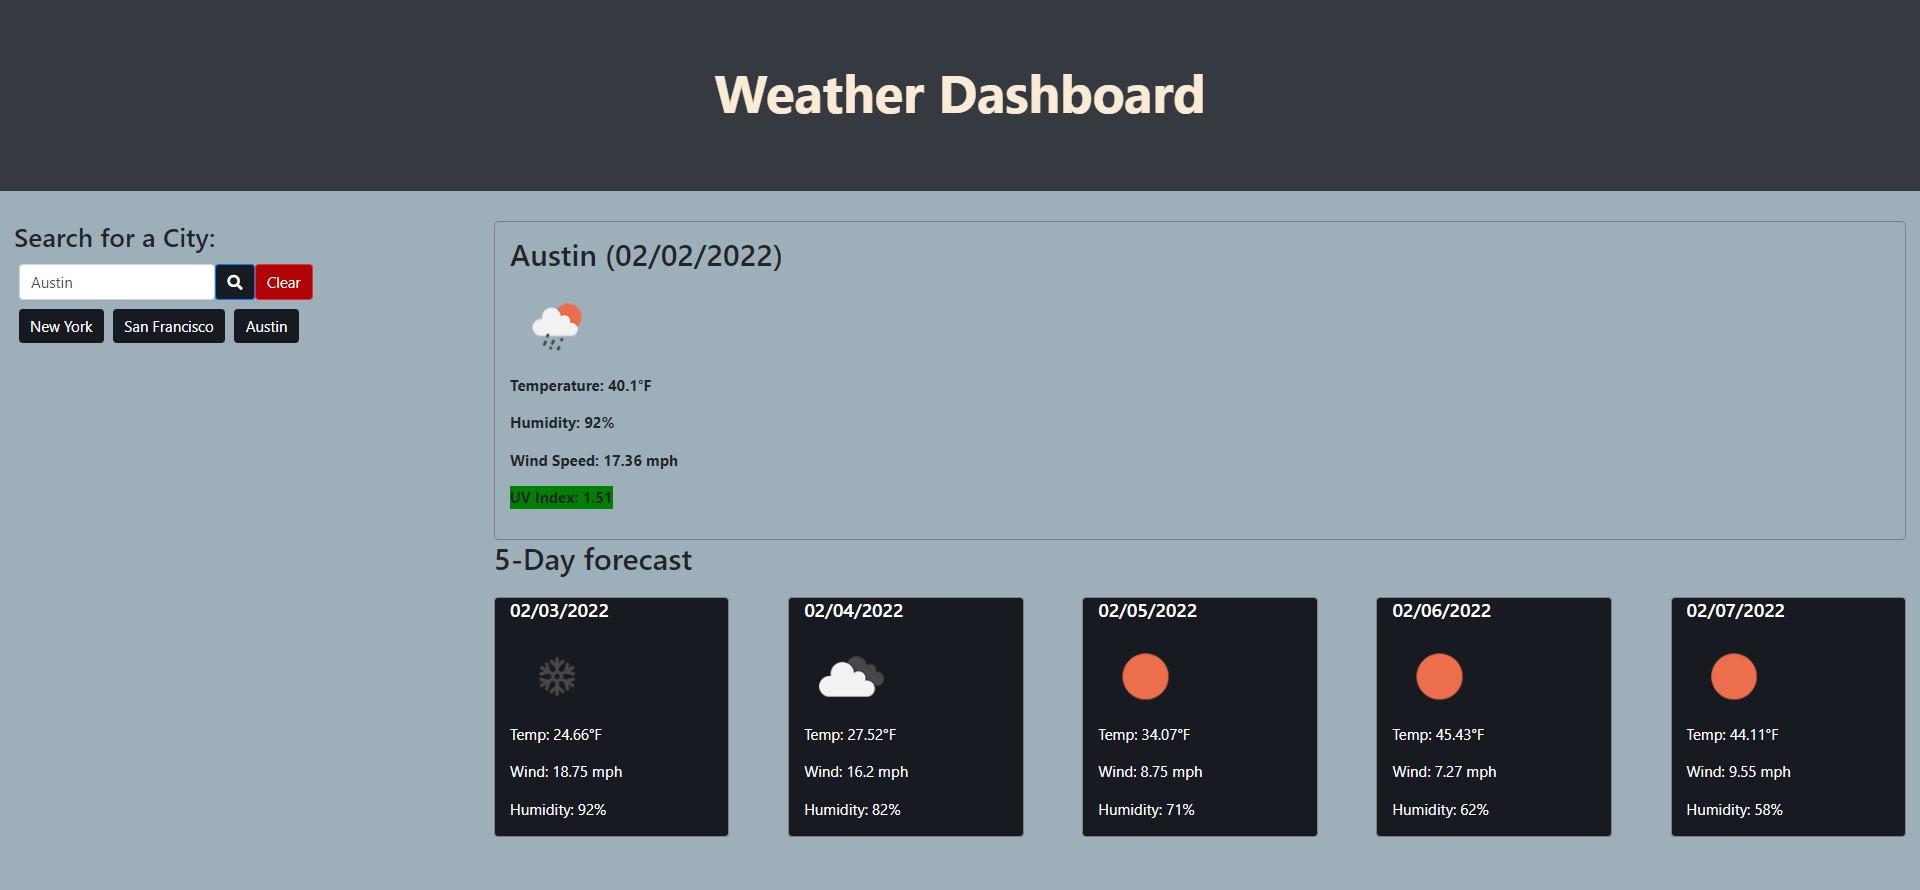 Weather Dashboard
Search for a City:
Austin
Clear
New York
San Francisco
Austin
Austin (02/02/2022)
Temperature: 40.1°F
Humidity: 92%
Wind Speed: 17.36 mph
UV Index: 1.51
5-Day forecast
02/03/2022
Temp: 24.66°F
Wind: 18.75 mph
Humidity: 92%
02/04/2022
Temp: 27.52°F
Wind: 16.2 mph
Humidity: 82%
02/05/2022
Temp: 34.07°F
Wind: 8.75 mph
Humidity: 71%
02/06/2022
Temp: 45.43°F
Wind: 7.27 mph
Humidity: 62%
02/07/2022
Temp: 44.11°F
Wind: 9.55 mph
Humidity: 58%